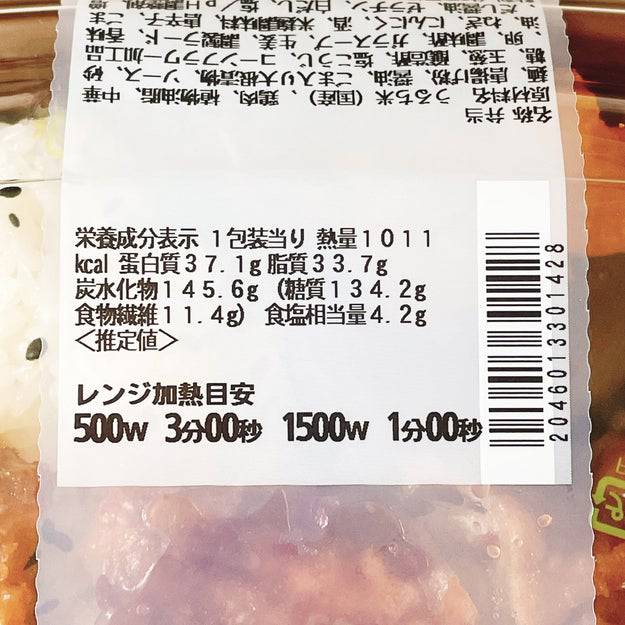 名称 弁当
原材料名 うるち米（国産）、鶏肉、植物油脂、中華
麺、唐揚げ粉、醤油、ごま入り大根漬物、ソース、砂
糖、玉葱、醸造酢、塩こうじ、コーンフラワー加工品
、卵、調味酢、ガラスープ、生姜、調製ラード、香味
油、ねぎ、にんにく、酒、米麹調味料、唐辛子、ごま
栄養成分表示 1包装当り 熱量1011
kcal 蛋白質37.1g 脂質33.7g
炭水化物145.6g (糖質134.2g
食物繊維11.4g) 食塩相当量4.2g
＜推定値＞
レンジ加熱目安
500W 3分00秒 1500W 1分00秒
2046013301428